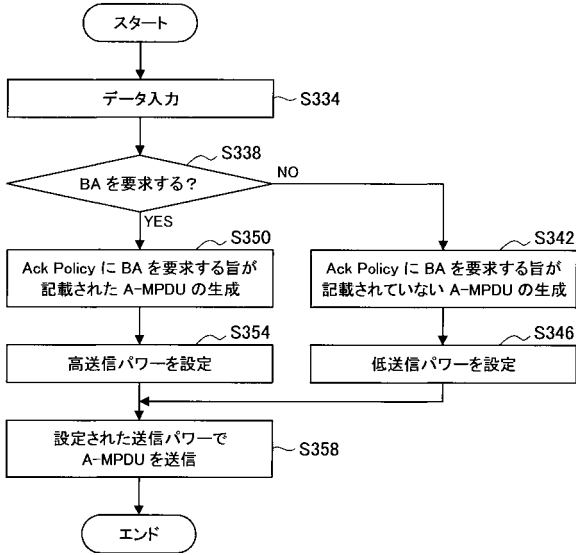 スタート
データ入力
S334
S338
BA を要求する？
NO
YES
S350
Ack Policy に BA を要求する旨が
記載された A-MPDU の生成
S342
Ack Policy に BA を要求する旨が
記載されていない A-MPDU の生成
S354
高送信パワーを設定
S346
低送信パワーを設定
設定された送信パワーで
A-MPDU を送信
S358
エンド